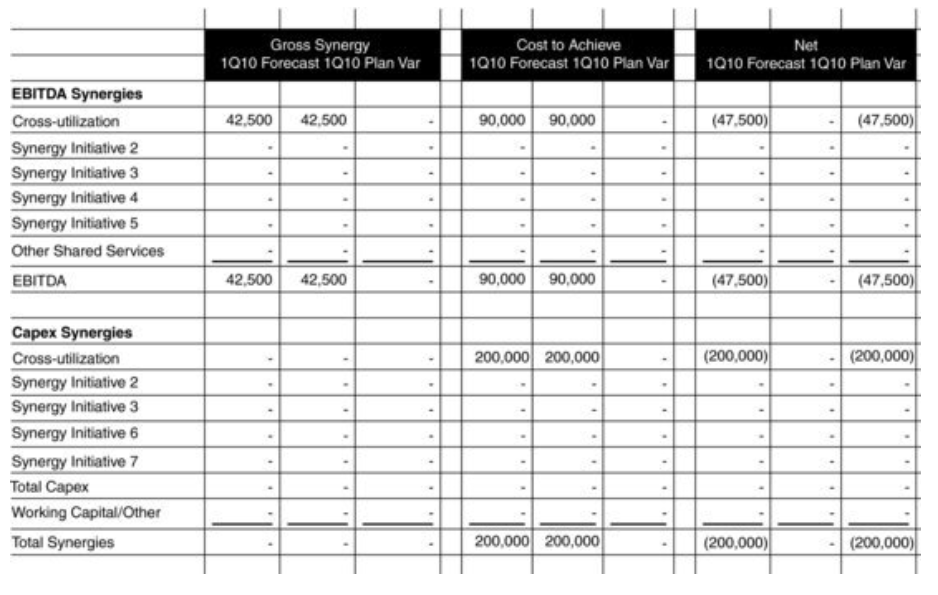 Gross Synergy Cost to Achieve Net
1Q10 Forecast 1Q10 Plan Var 1Q10 Forecast 1Q10 Plan Var 1Q10 Forecast 1Q10 Plan Var
EBITDA Synergies
Cross-utilization 42,500 42,500 - 90,000 90,000 - (47,500) - (47,500)
Synergy Initiative 2 - - - - - - - - -
Synergy Initiative 3 - - - - - - - - -
Synergy Initiative 4 - - - - - - - - -
Synergy Initiative 5 - - - - - - - - -
Other Shared Services - - - - - - - - -
EBITDA 42,500 42,500 - 90,000 90,000 - (47,500) - (47,500)
Capex Synergies
Cross-utilization - - - 200,000 200,000 - (200,000) - (200,000)
Synergy Initiative 2 - - - - - - - - -
Synergy Initiative 3 - - - - - - - - -
Synergy Initiative 6 - - - - - - - - -
Synergy Initiative 7 - - - - - - - - -
Total Capex - - - - - - - - -
Working Capital/Other - - - - - - - - -
Total Synergies - - - 200,000 200,000 - (200,000) - (200,000)